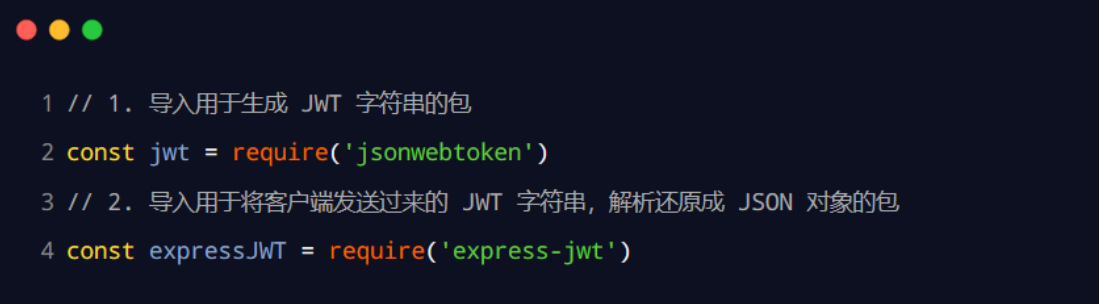 1 // 1. 导入用于生成 JWT 字符串的包
2 const jwt = require('jsonwebtoken')
3 // 2. 导入用于将客户端发送过来的 JWT 字符串，解析还原成 JSON 对象的包
4 const expressJWT = require('express-jwt')